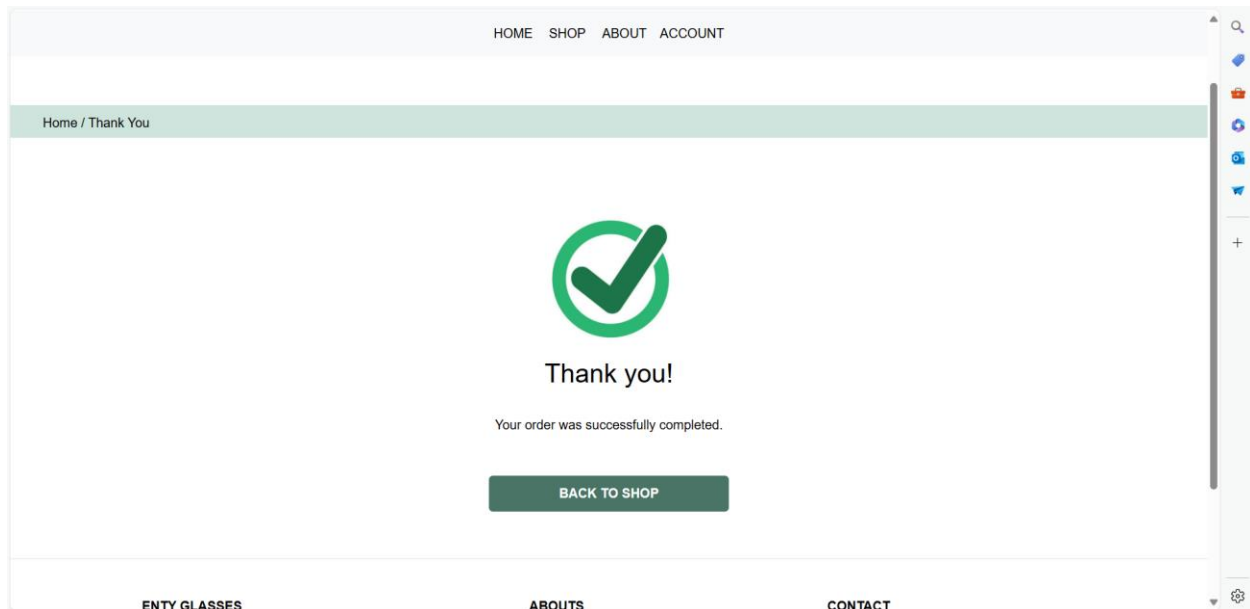 HOME SHOP ABOUT ACCOUNT
Home / Thank You
Thank you!
Your order was successfully completed.
BACK TO SHOP
ENTY GLASSES ABOUTS CONTACT